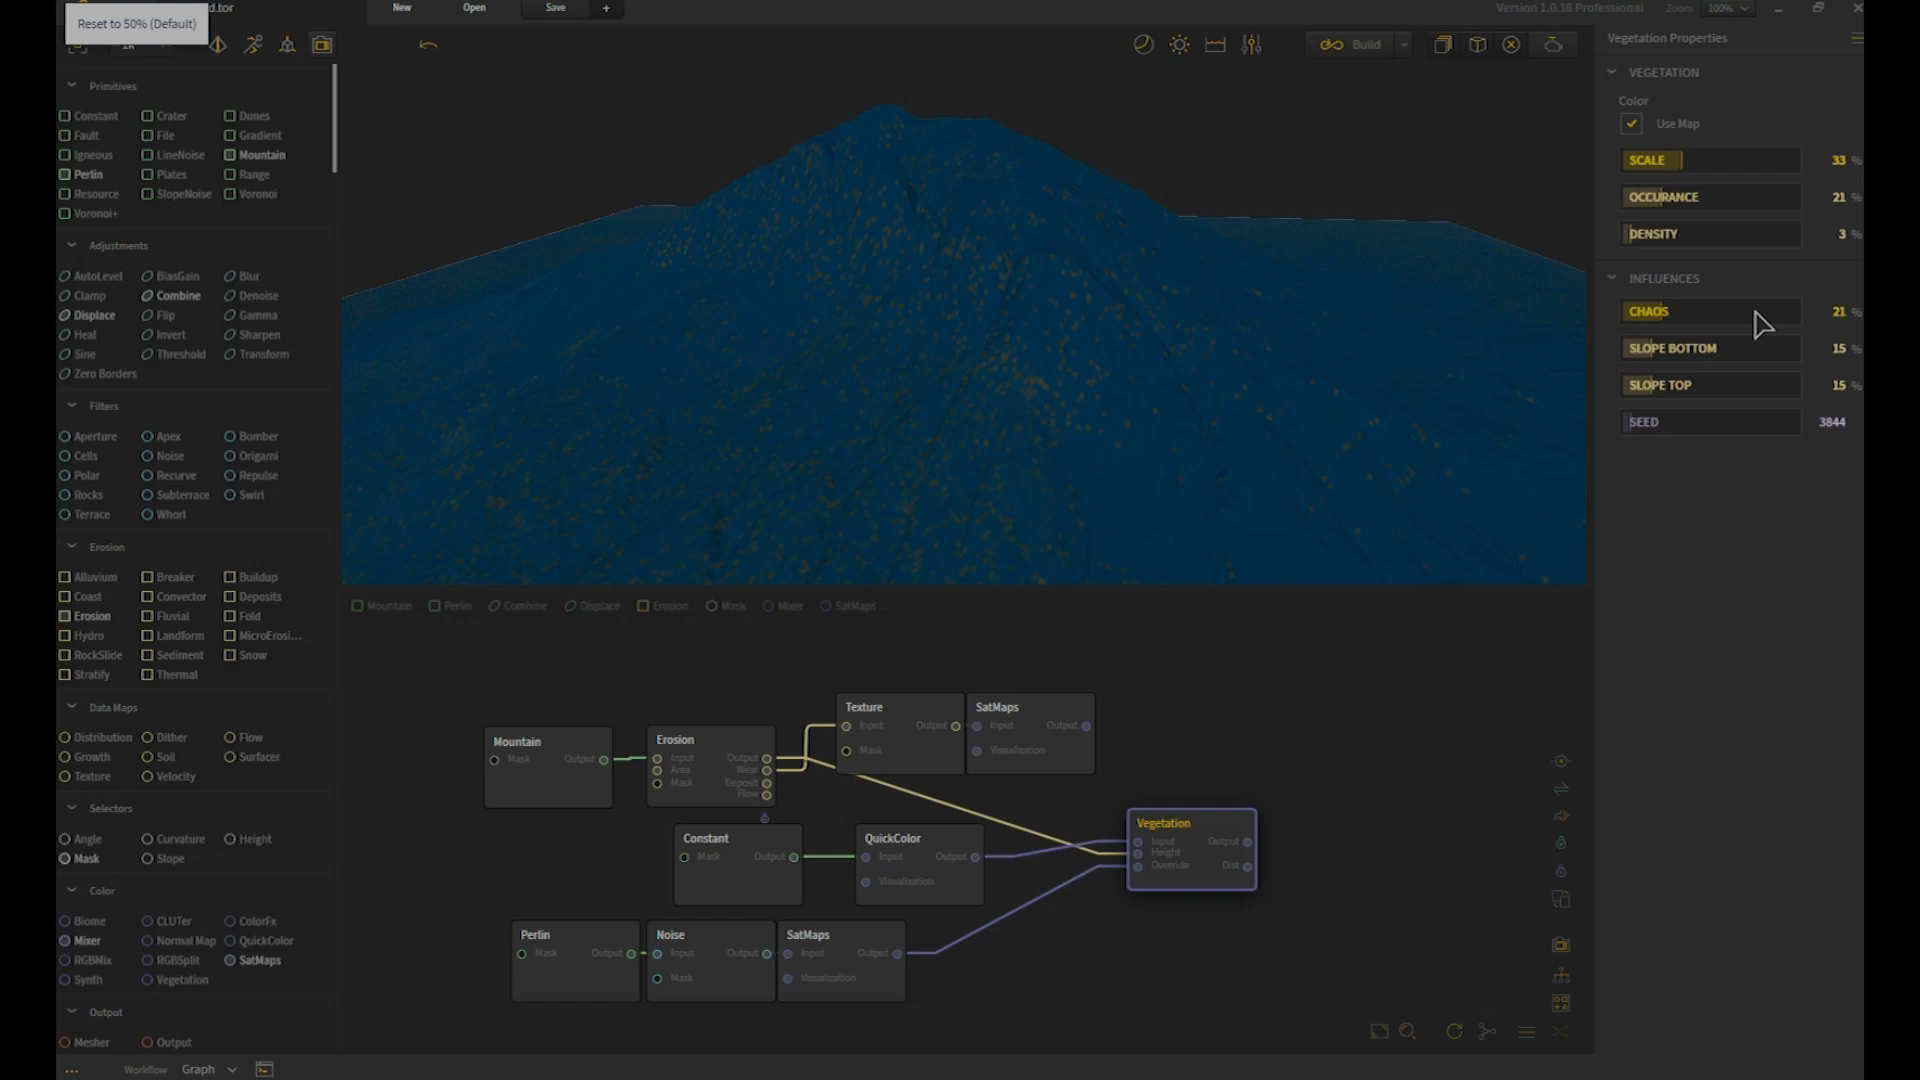 Reset to 50% (Default)
d.tor
New Open Save +
Version 1.0.18 Professional Zoom 100%
Build
Vegetation Properties
VEGETATION
Color
Use Map
SCALE 33 %
OCCURANCE 21 %
DENSITY 3 %
INFLUENCES
CHAOS 21 %
SLOPE BOTTOM 15 %
SLOPE TOP 15 %
SEED 3844
Primitives
Constant Crater Dunes
Fault File Gradient
Igneous LineNoise Mountain
Perlin Plates Range
Resource SlopeNoise Voronoi
Voronoi+
Adjustments
AutoLevel BiasGain Blur
Clamp Combine Denoise
Displace Flip Gamma
Heal Invert Sharpen
Sine Threshold Transform
Zero Borders
Filters
Aperture Apex Bomber
Cells Noise Origami
Polar Recurve Repulse
Rocks Subterrace Swirl
Terrace Whorl
Erosion
Alluvium Breaker Buildup
Coast Convector Deposits
Erosion Fluvial Fold
Hydro Landform MicroErosi...
RockSlide Sediment Snow
Stratify Thermal
Data Maps
Distribution Dither Flow
Growth Soil Surfacer
Texture Velocity
Selectors
Angle Curvature Height
Mask Slope
Color
Biome CLUTer ColorFx
Mixer Normal Map QuickColor
RGBMix RGBSplit SatMaps
Synth Vegetation
Output
Mesher Output
Workflow Graph
Mountain Perlin Combine Displace Erosion Mask Mixer SatMaps
Mountain
Mask Output
Erosion
Input Output
Area Wear
Mask Deposit
Flow
Texture
Input Output
Mask
SatMaps
Input Output
Visualization
Constant
Mask Output
QuickColor
Input Output
Visualization
Vegetation
Input Output
Height
Override Dist
Perlin
Mask Output
Noise
Input Output
Mask
SatMaps
Input Output
Visualization